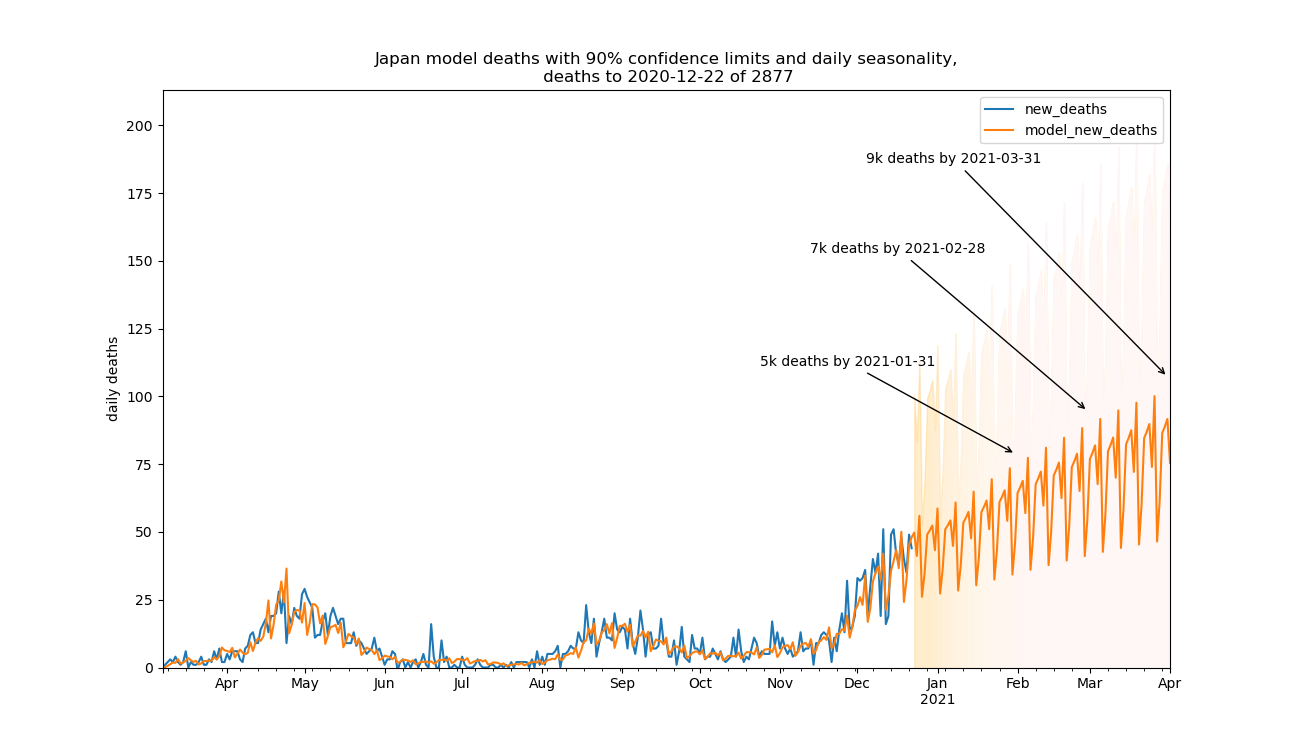 Japan model deaths with 90% confidence limits and daily seasonality,
deaths to 2020-12-22 of 2877
new_deaths
model_new_deaths
9k deaths by 2021-03-31
7k deaths by 2021-02-28
5k deaths by 2021-01-31
daily deaths
200
175
150
125
100
75
50
25
0
Apr May Jun Jul Aug Sep Oct Nov Dec Jan Feb Mar Apr
2021